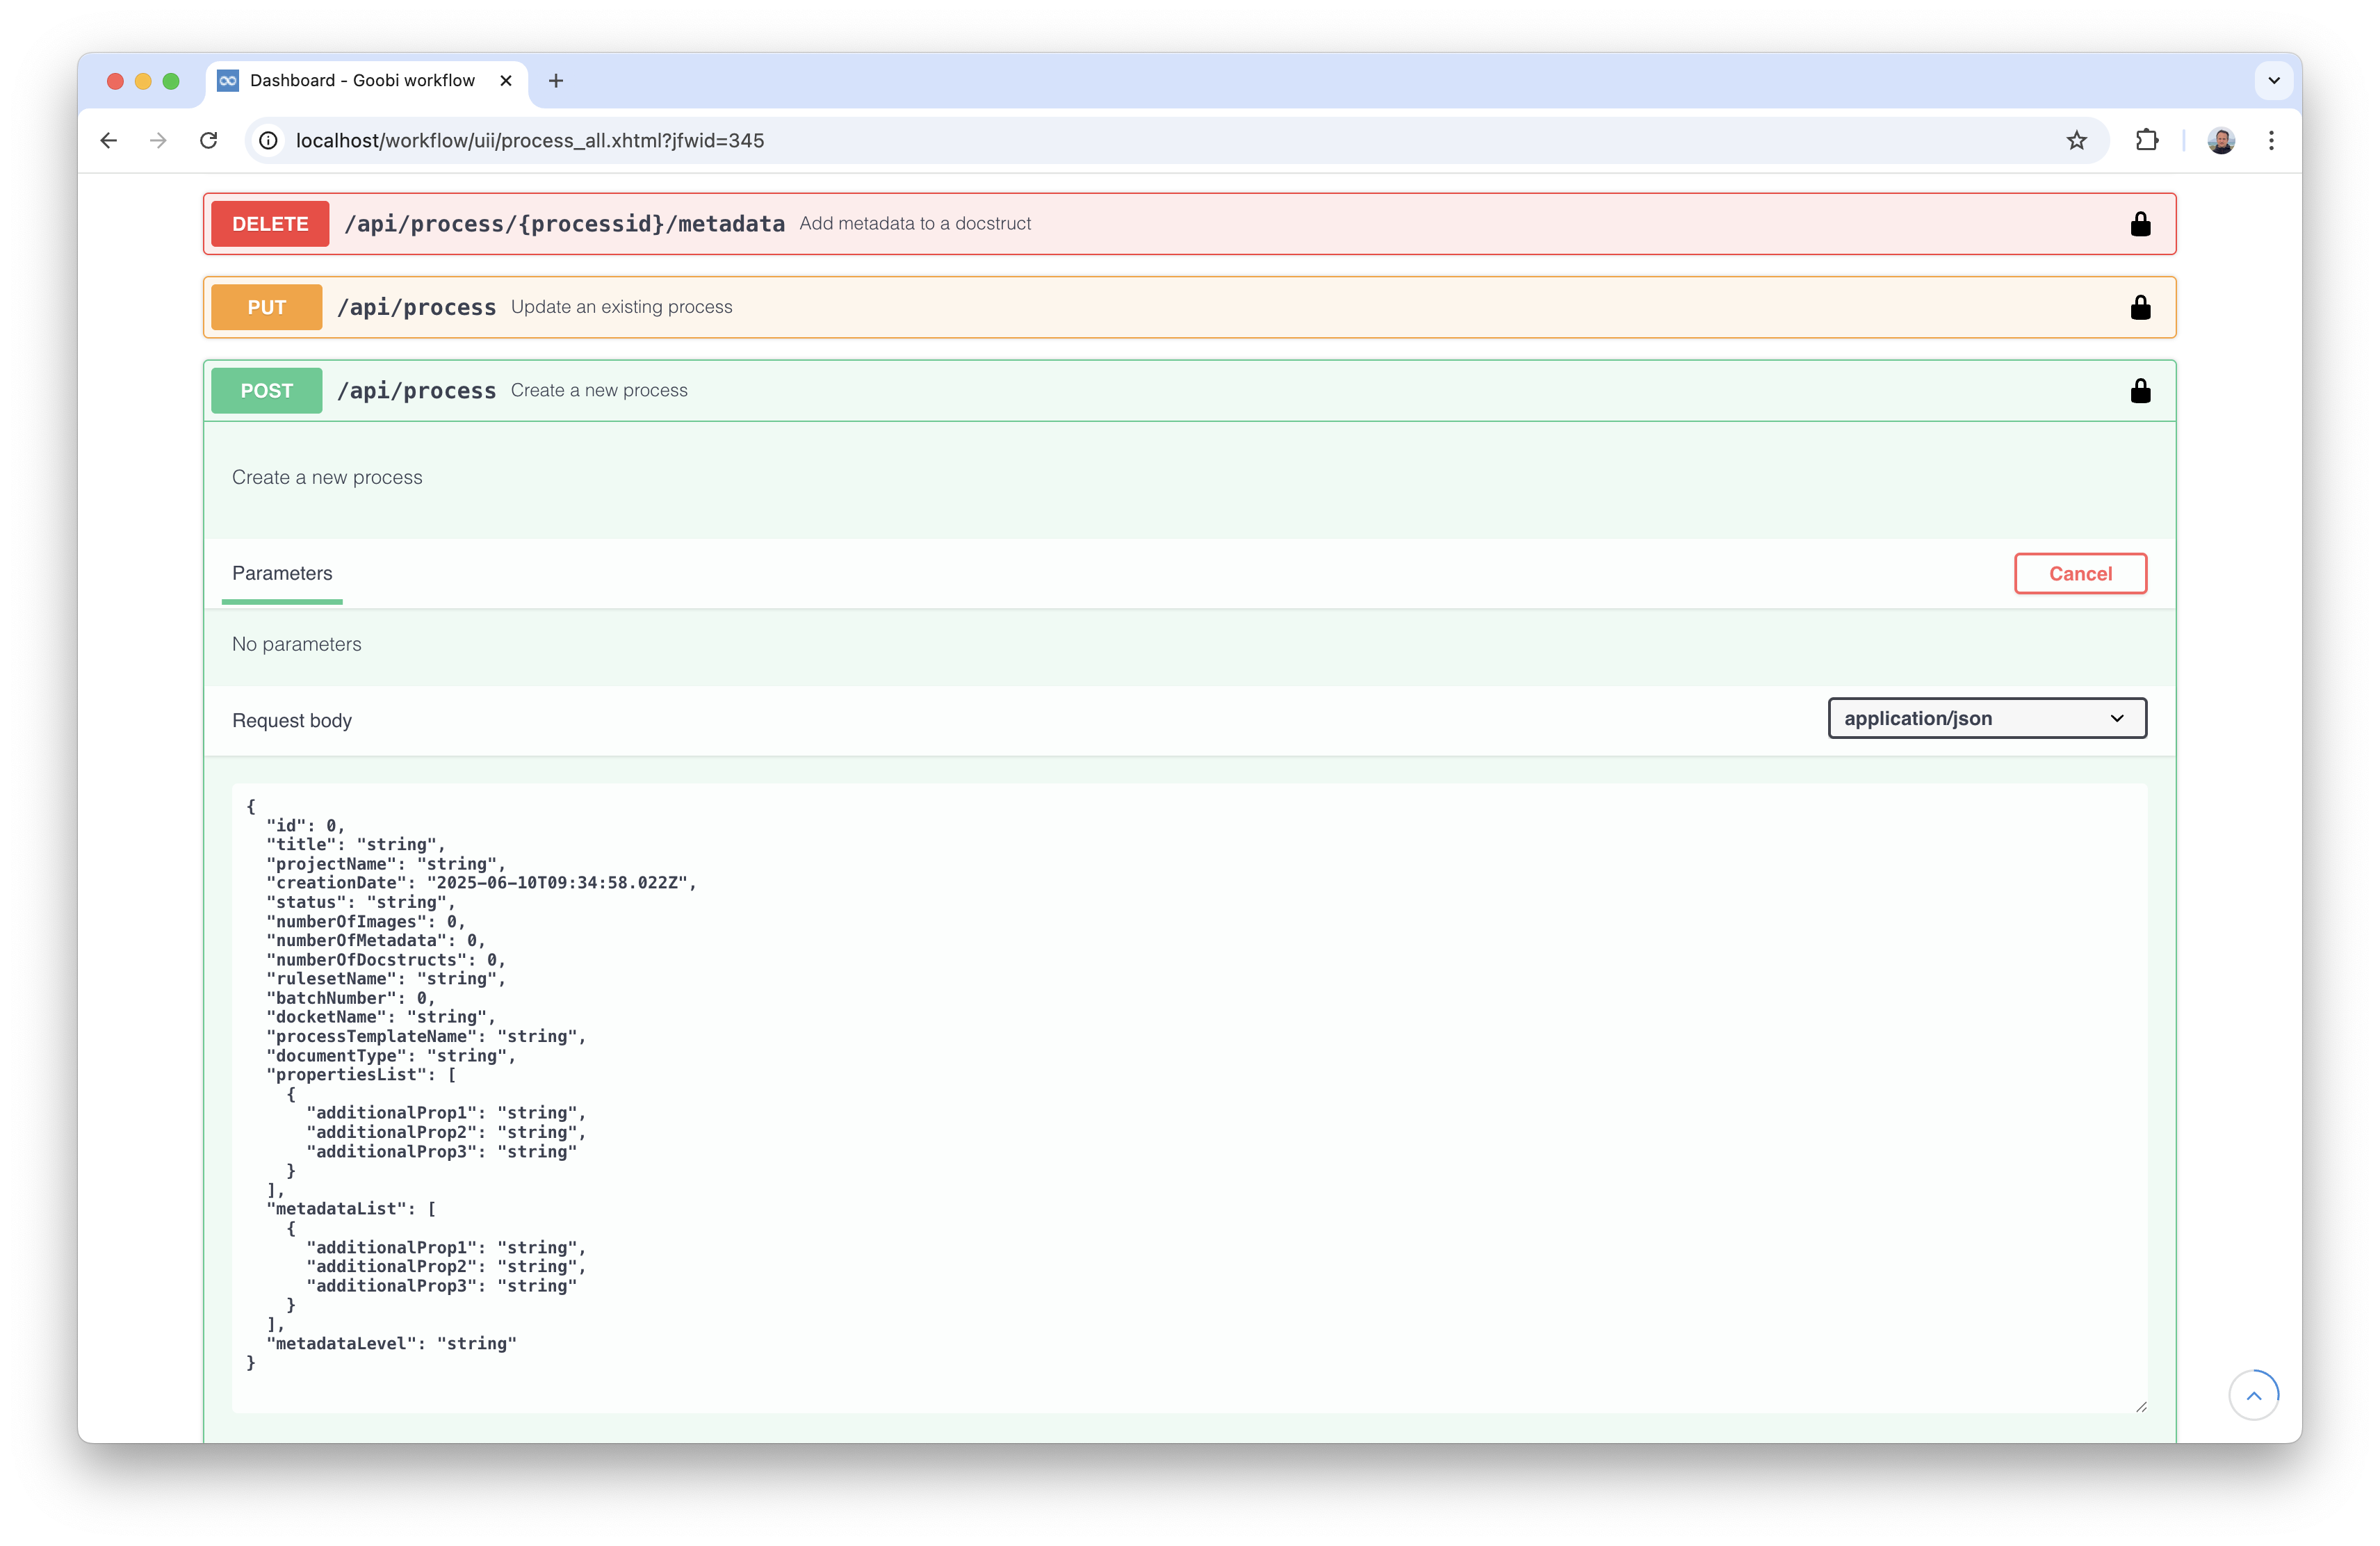 Dashboard - Goobi workflow
localhost/workflow/uii/process_all.xhtml?jfwid=345
DELETE /api/process/{processid}/metadata Add metadata to a docstruct
PUT /api/process Update an existing process
POST /api/process Create a new process
Create a new process
Parameters Cancel
No parameters
Request body application/json
{
  "id": 0,
  "title": "string",
  "projectName": "string",
  "creationDate": "2025-06-10T09:34:58.022Z",
  "status": "string",
  "numberOfImages": 0,
  "numberOfMetadata": 0,
  "numberOfDocstructs": 0,
  "rulesetName": "string",
  "batchNumber": 0,
  "docketName": "string",
  "processTemplateName": "string",
  "documentType": "string",
  "propertiesList": [
    {
      "additionalProp1": "string",
      "additionalProp2": "string",
      "additionalProp3": "string"
    }
  ],
  "metadataList": [
    {
      "additionalProp1": "string",
      "additionalProp2": "string",
      "additionalProp3": "string"
    }
  ],
  "metadataLevel": "string"
}